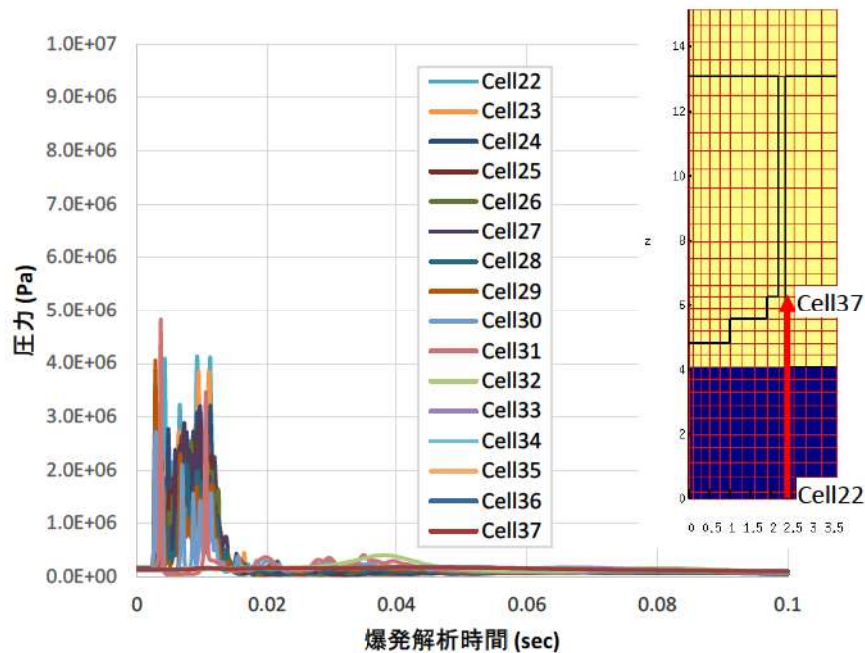 1.0E+07
9.0E+06
8.0E+06
7.0E+06
6.0E+06
5.0E+06
4.0E+06
3.0E+06
2.0E+06
1.0E+06
0.0E+00
圧力 (Pa)
0 0.02 0.04 0.06 0.08 0.1
爆発解析時間 (sec)
Cell22
Cell23
Cell24
Cell25
Cell26
Cell27
Cell28
Cell29
Cell30
Cell31
Cell32
Cell33
Cell34
Cell35
Cell36
Cell37
14
12
10
8
6
4
2
0
z
Cell37
Cell22
0 0.5 1 1.5 2 2.5 3 3.5